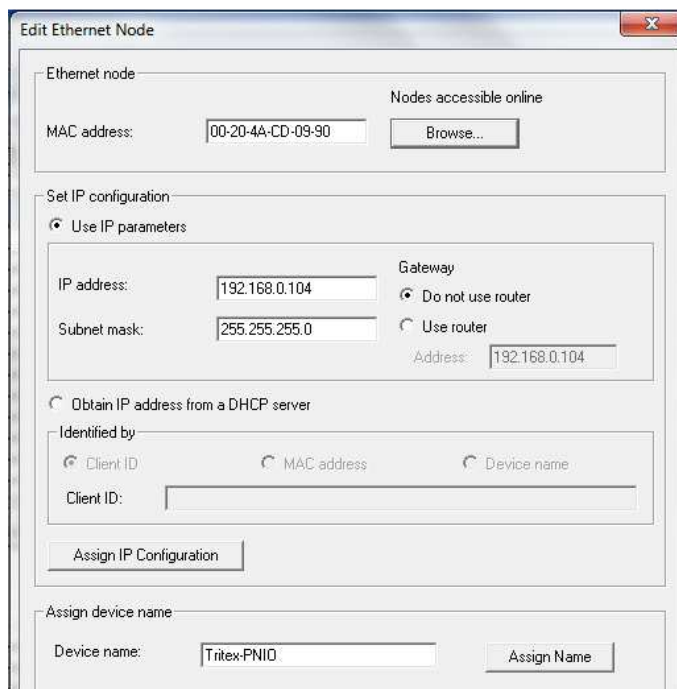 Edit Ethernet Node
Ethernet node
Nodes accessible online
MAC address: 00-20-4A-CD-09-90 Browse...
Set IP configuration
Use IP parameters
Gateway
IP address: 192.168.0.104
Do not use router
Subnet mask: 255.255.255.0 Use router
Address: 192.168.0.104
Obtain IP address from a DHCP server
Identified by
Client ID MAC address Device name
Client ID:
Assign IP Configuration
Assign device name
Device name: Tritex-PNIO Assign Name